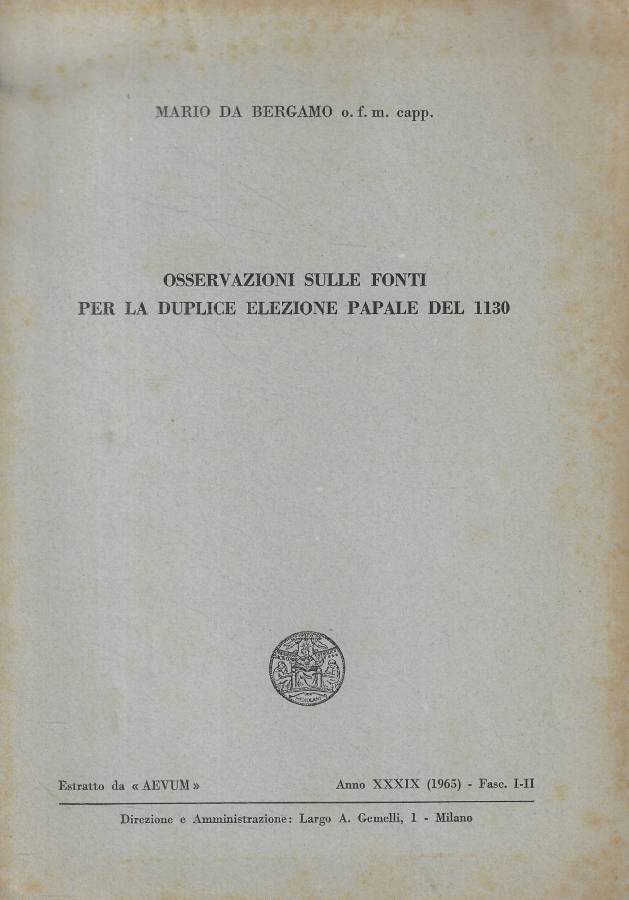 MARIO DA BERGAMO o. f. m. capp.
OSSERVAZIONI SULLE FONTI
PER LA DUPLICE ELEZIONE PAPALE DEL 1130
Estratto da « AEVUM »
Anno XXXIX (1965) - Fasc. I-II
Direzione e Amministrazione: Largo A. Gemelli, 1 - Milano